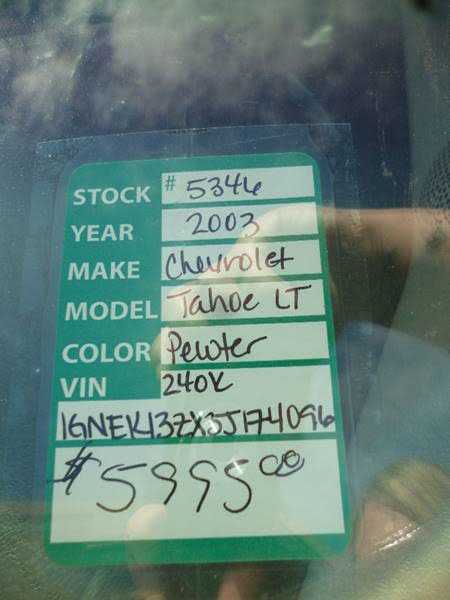 STOCK # 5346
YEAR 2003
MAKE Chevrolet
MODEL Tahoe LT
COLOR Pewter
VIN 240K
1GNEK13ZX3J174096
$5995.00